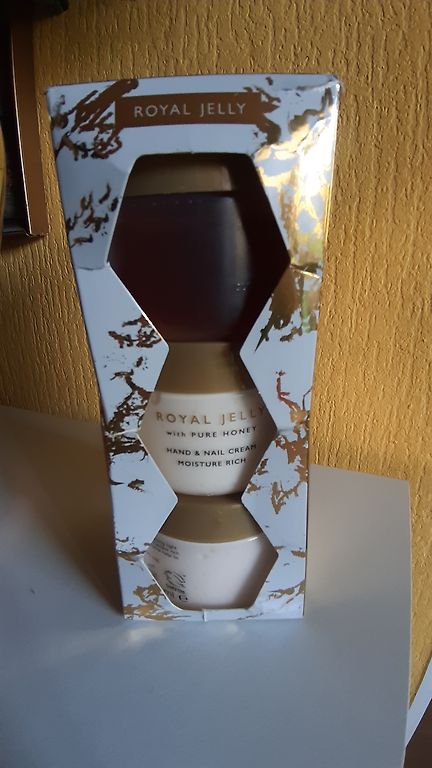 ROYAL JELLY
ROYAL JELLY
with PURE HONEY
HAND & NAIL CREAM
MOISTURE RICH